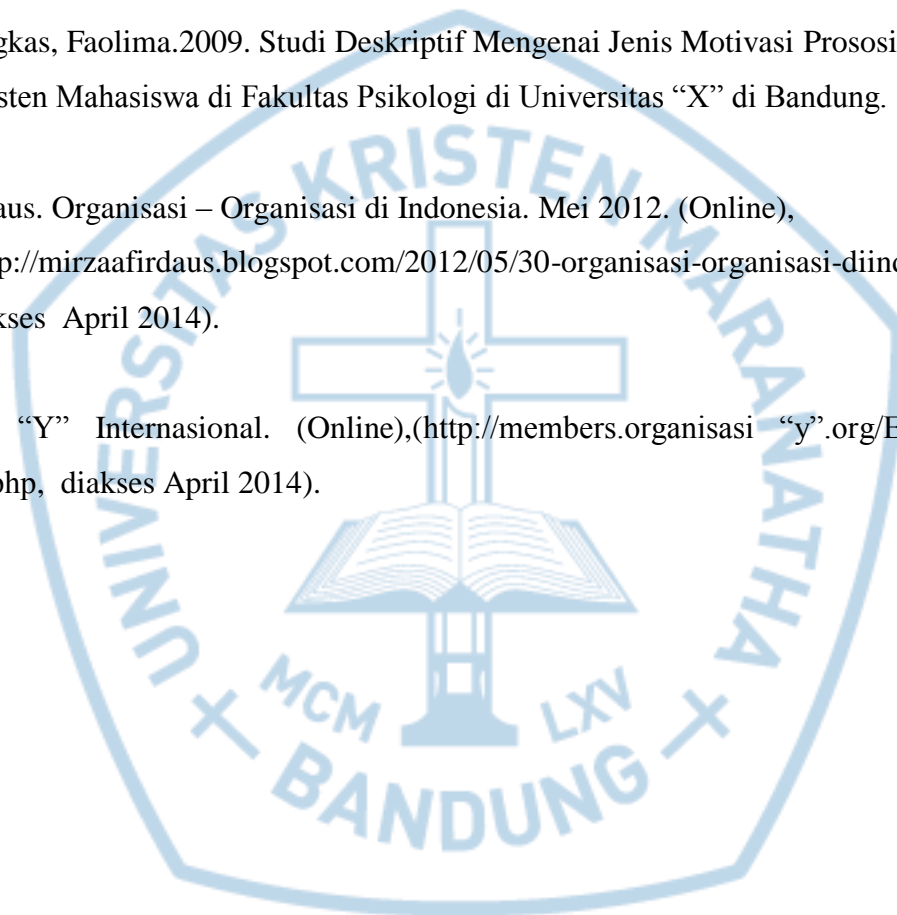 gkas, Faolima.2009. Studi Deskriptif Mengenai Jenis Motivasi Prososi
sten Mahasiswa di Fakultas Psikologi di Universitas “X” di Bandung.
aus. Organisasi – Organisasi di Indonesia. Mei 2012. (Online),
p://mirzaafirdaus.blogspot.com/2012/05/30-organisasi-organisasi-diind
kses April 2014).
“Y” Internasional. (Online),(http://members.organisasi “y”.org/E
php, diakses April 2014).
UNIVERSITAS KRISTEN MARANATHA
MCM LXV
BANDUNG